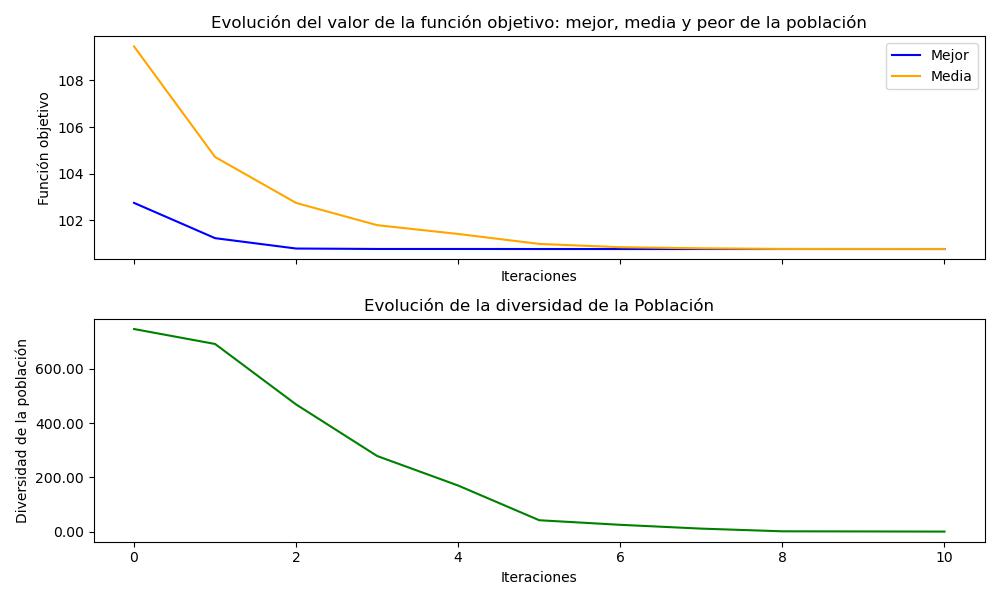 Evolución del valor de la función objetivo: mejor, media y peor de la población
Mejor
Media
Función objetivo
108
106
104
102
Iteraciones
Evolución de la diversidad de la Población
Diversidad de la población
600.00
400.00
200.00
0.00
0 2 4 6 8 10
Iteraciones